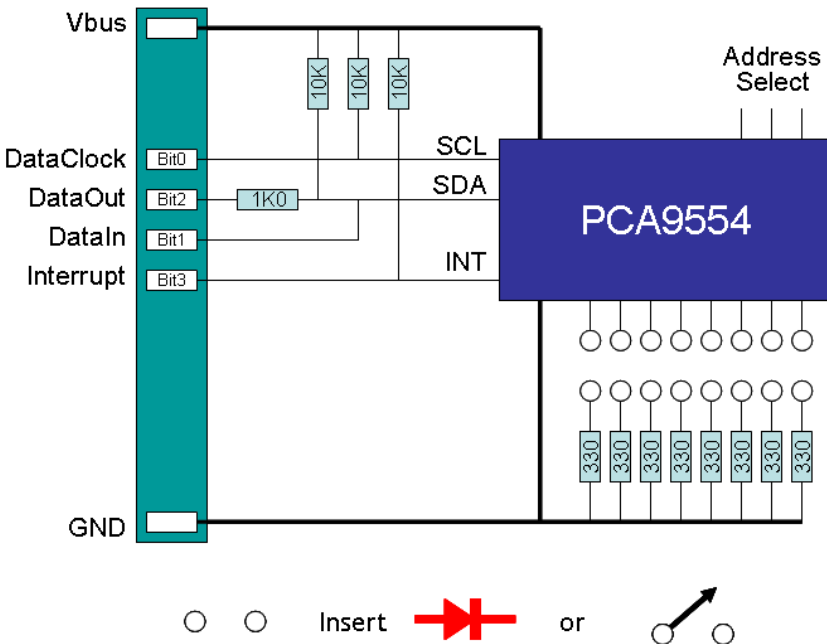 Vbus
Address
Select
10K 10K 10K
DataClock Bit0 SCL
DataOut Bit2 1K0 SDA
DataIn Bit1
Interrupt Bit3 INT
PCA9554
330 330 330 330 330 330 330 330
GND
Insert or